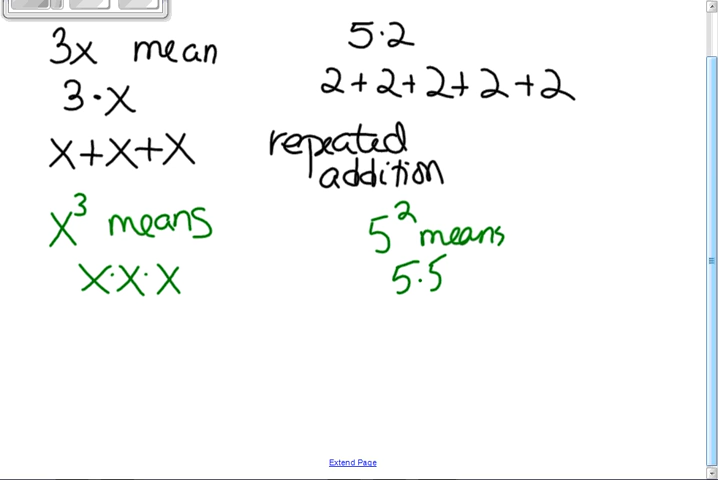 3x mean
3·x
x+x+x
5·2
2+2+2+2+2
repeated
addition
x³ means
x·x·x
5² means
5·5
Extend Page